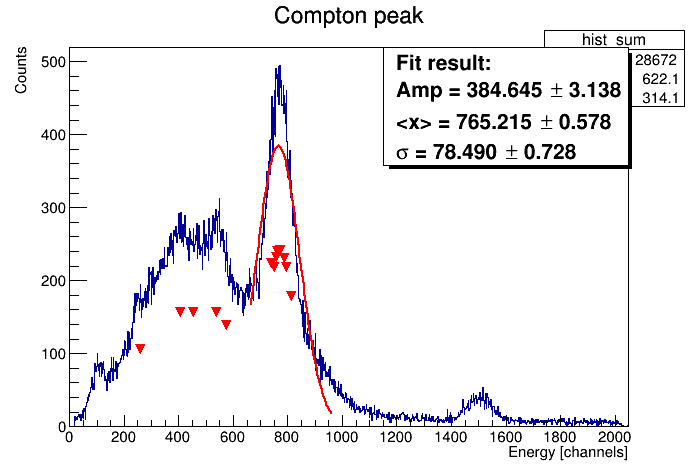 Compton peak
hist_sum
28672
622.1
314.1
Fit result:
Amp = 384.645 ± 3.138
<x> = 765.215 ± 0.578
σ = 78.490 ± 0.728
Counts
500
400
300
200
100
0
0 200 400 600 800 1000 1200 1400 1600 1800 2000
Energy [channels]